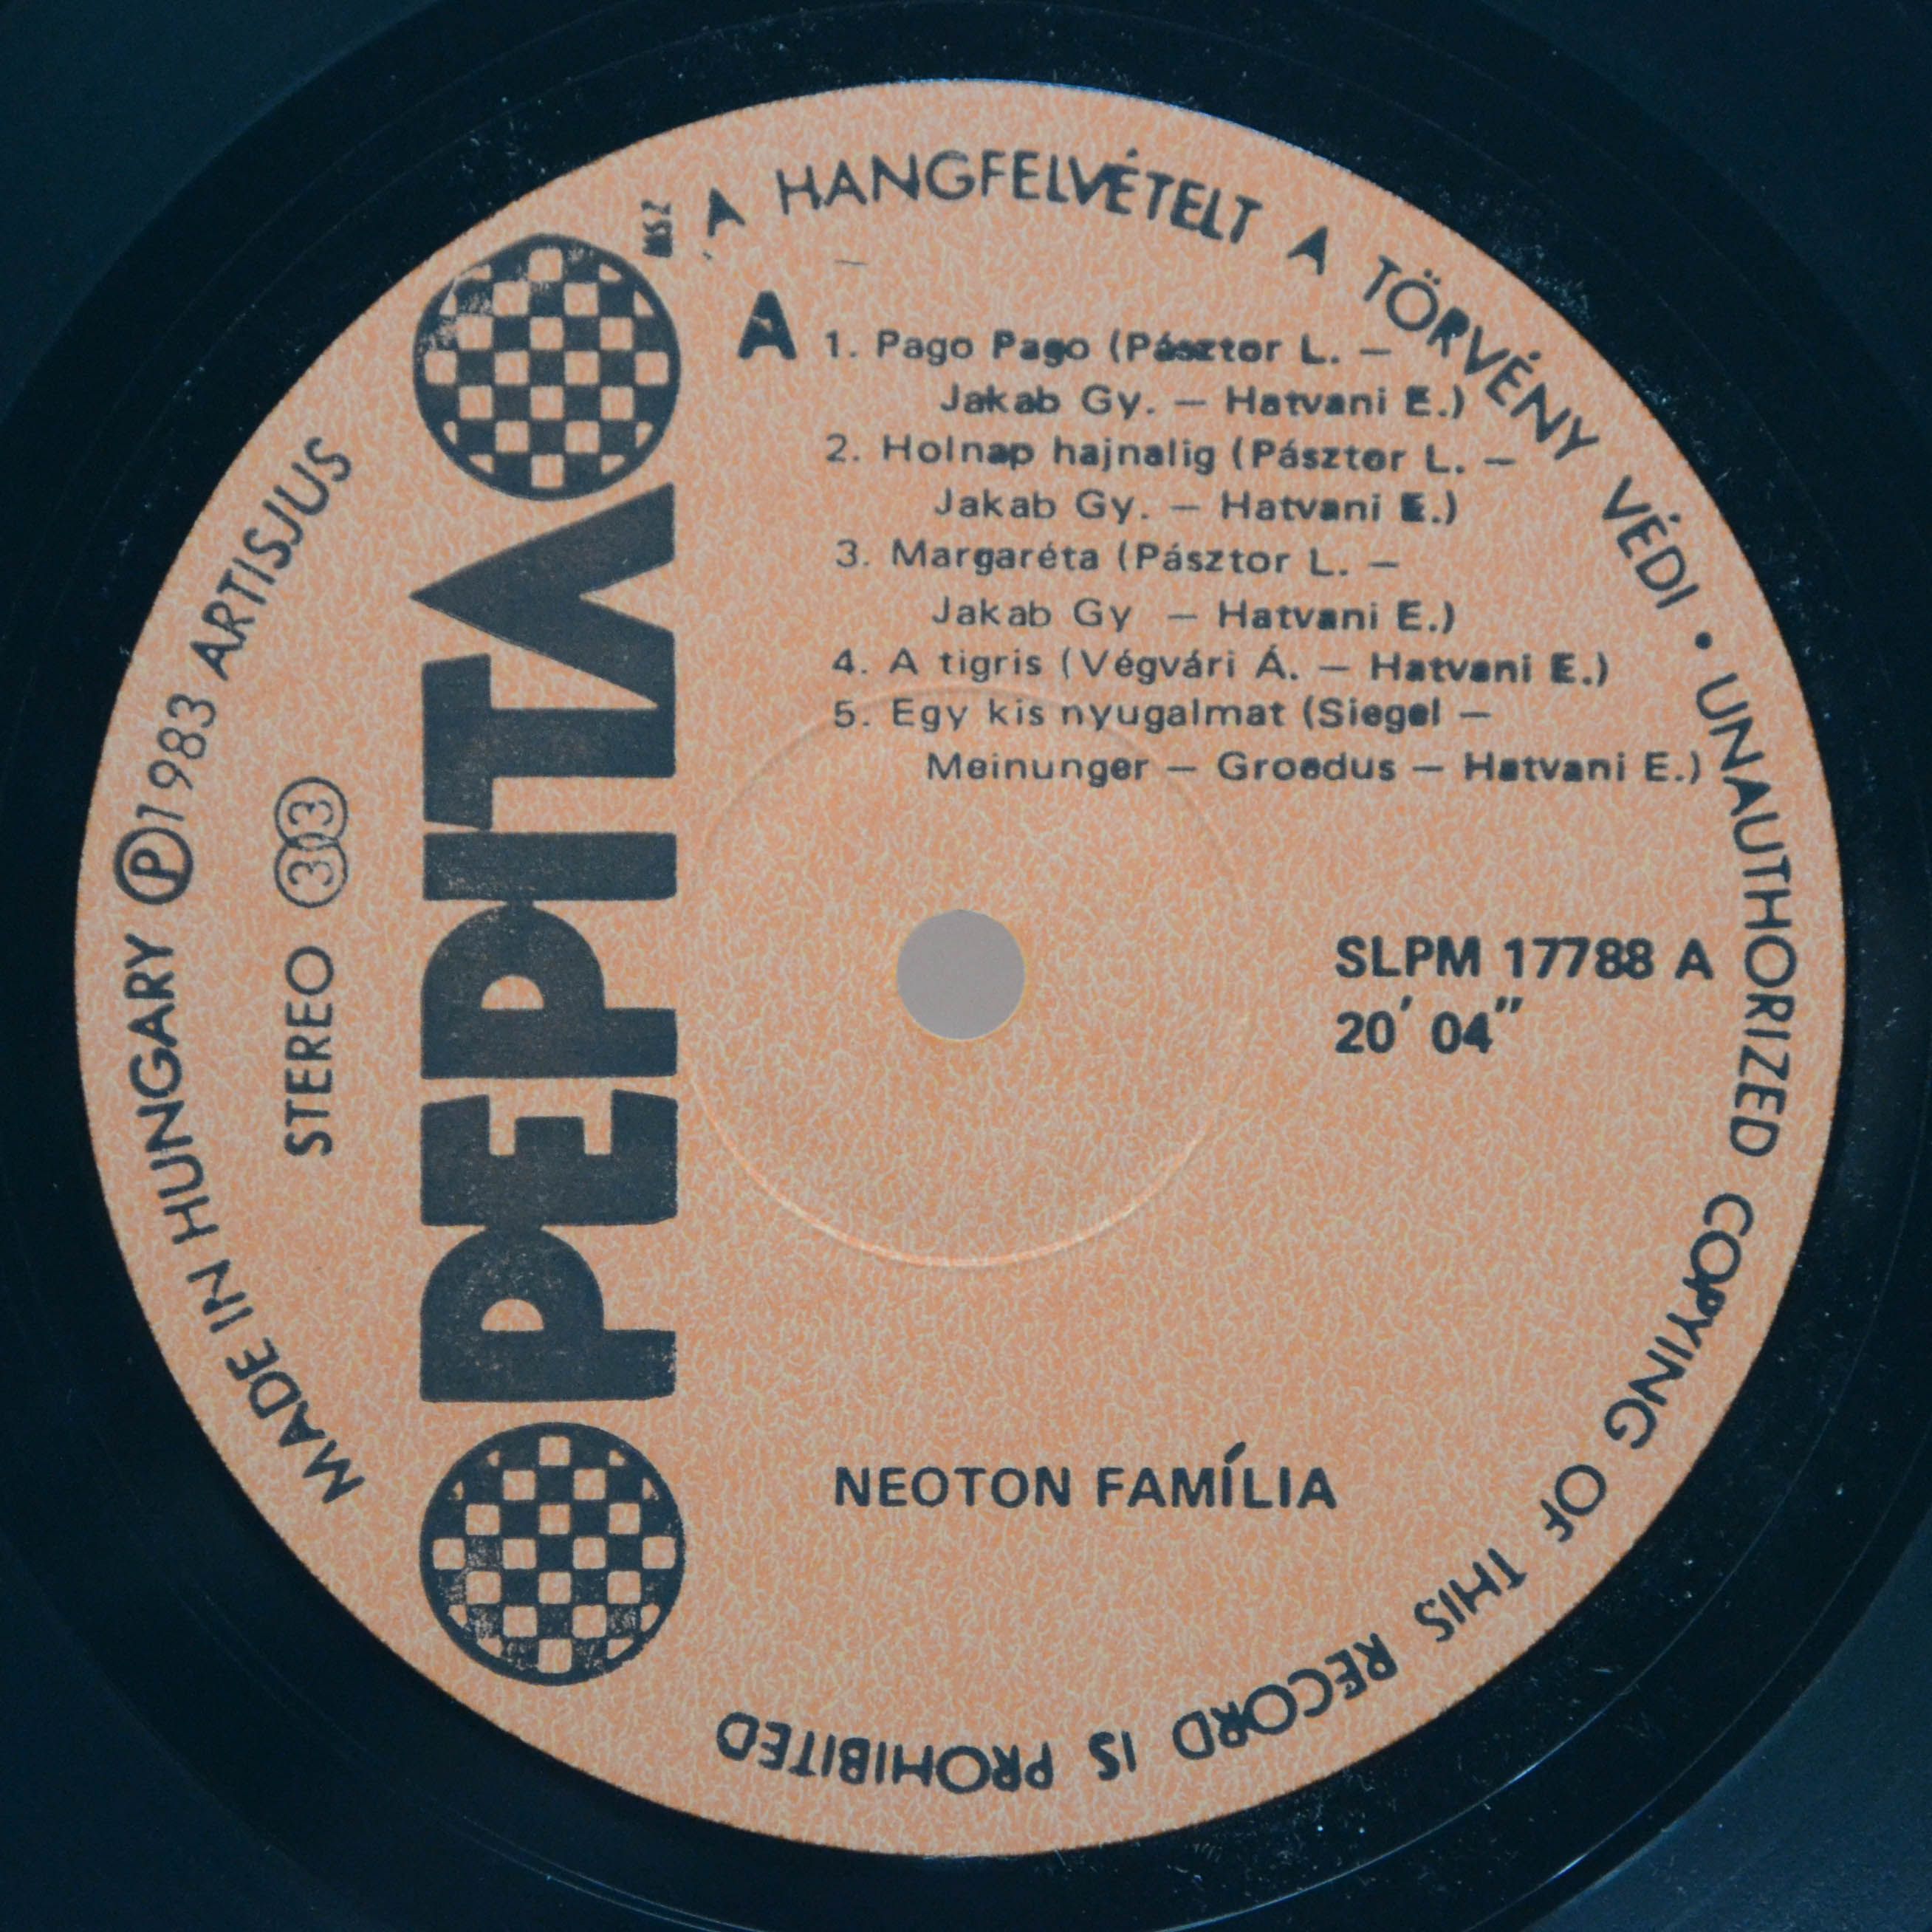 A HANGFELVÉTELT A TÖRVÉNY VÉDI • UNAUTHORIZED COPYING OF THIS RECORD IS PROHIBITED
MADE IN HUNGARY Ⓟ 1983 ARTISJUS
STEREO 33
PEPITA
MSZ
A
1. Pago Pago (Pásztor L. —
Jakab Gy. — Hatvani E.)
2. Holnap hajnalig (Pásztor L. —
Jakab Gy. — Hatvani E.)
3. Margaréta (Pásztor L. —
Jakab Gy — Hatvani E.)
4. A tigris (Végvári Á. — Hatvani E.)
5. Egy kis nyugalmat (Siegel —
Meinunger — Groedus — Hatvani E.)
SLPM 17788 A
20′ 04″
NEOTON FAMÍLIA